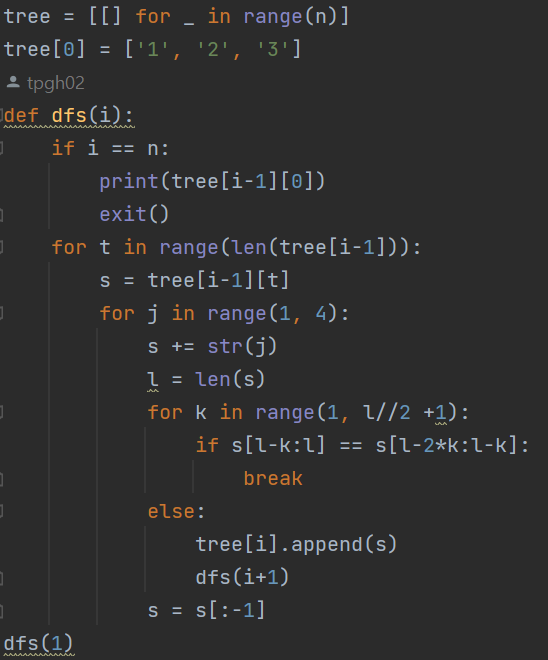 tree = [[] for _ in range(n)]
tree[0] = ['1', '2', '3']
tpgh02
def dfs(i):
    if i == n:
        print(tree[i-1][0])
        exit()
    for t in range(len(tree[i-1])):
        s = tree[i-1][t]
        for j in range(1, 4):
            s += str(j)
            l = len(s)
            for k in range(1, l//2 +1):
                if s[l-k:l] == s[l-2*k:l-k]:
                    break
            else:
                tree[i].append(s)
                dfs(i+1)
            s = s[:-1]
dfs(1)